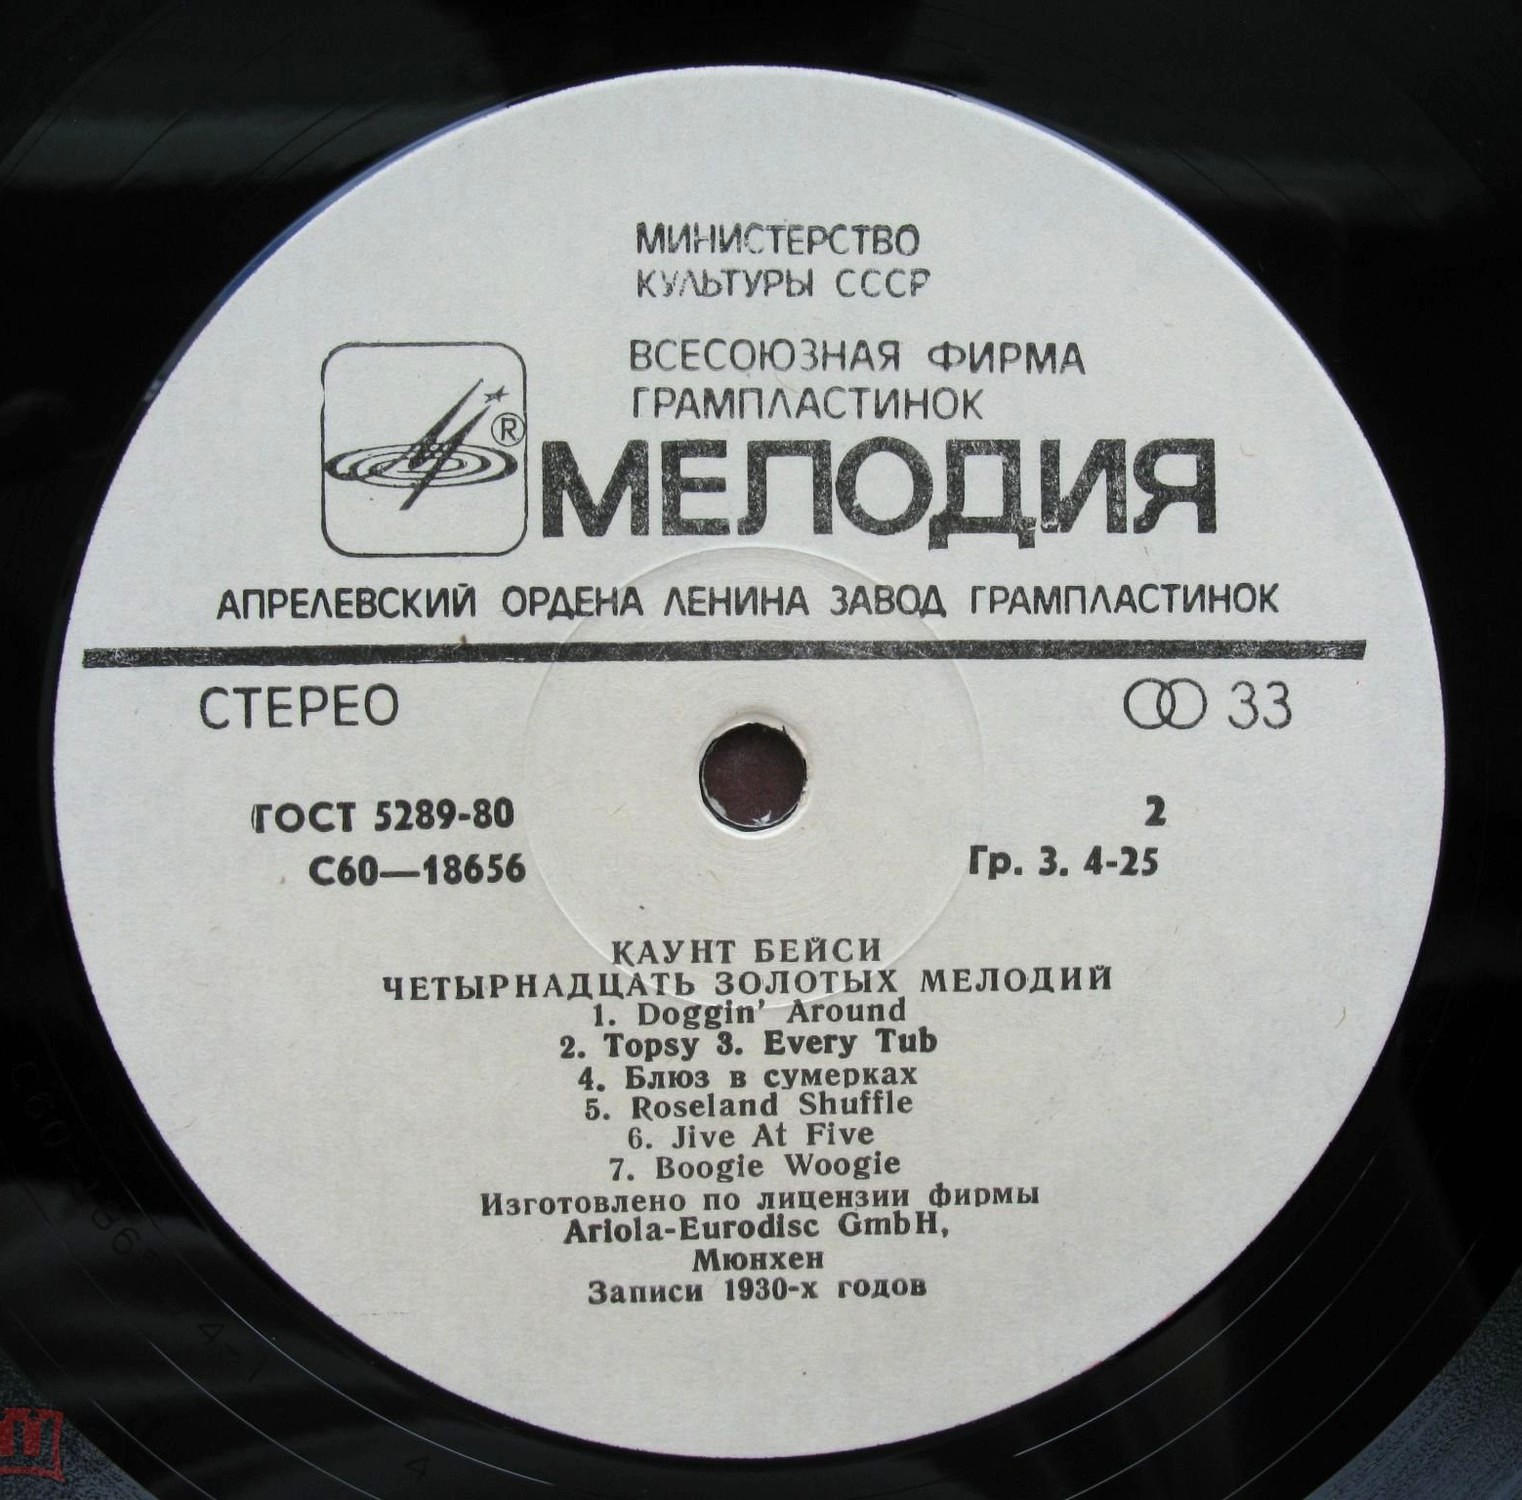 МИНИСТЕРСТВО
КУЛЬТУРЫ СССР
ВСЕСОЮЗНАЯ ФИРМА
ГРАМПЛАСТИНОК
®
МЕЛОДИЯ
АПРЕЛЕВСКИЙ ОРДЕНА ЛЕНИНА ЗАВОД ГРАМПЛАСТИНОК
СТЕРЕО
33
ГОСТ 5289-80
2
С60—18656
Гр. 3. 4-25
КАУНТ БЕЙСИ
ЧЕТЫРНАДЦАТЬ ЗОЛОТЫХ МЕЛОДИЙ
1. Doggin' Around
2. Topsy 3. Every Tub
4. Блюз в сумерках
5. Roseland Shuffle
6. Jive At Five
7. Boogie Woogie
Изготовлено по лицензии фирмы
Ariola-Eurodisc GmbH,
Мюнхен
Записи 1930-х годов